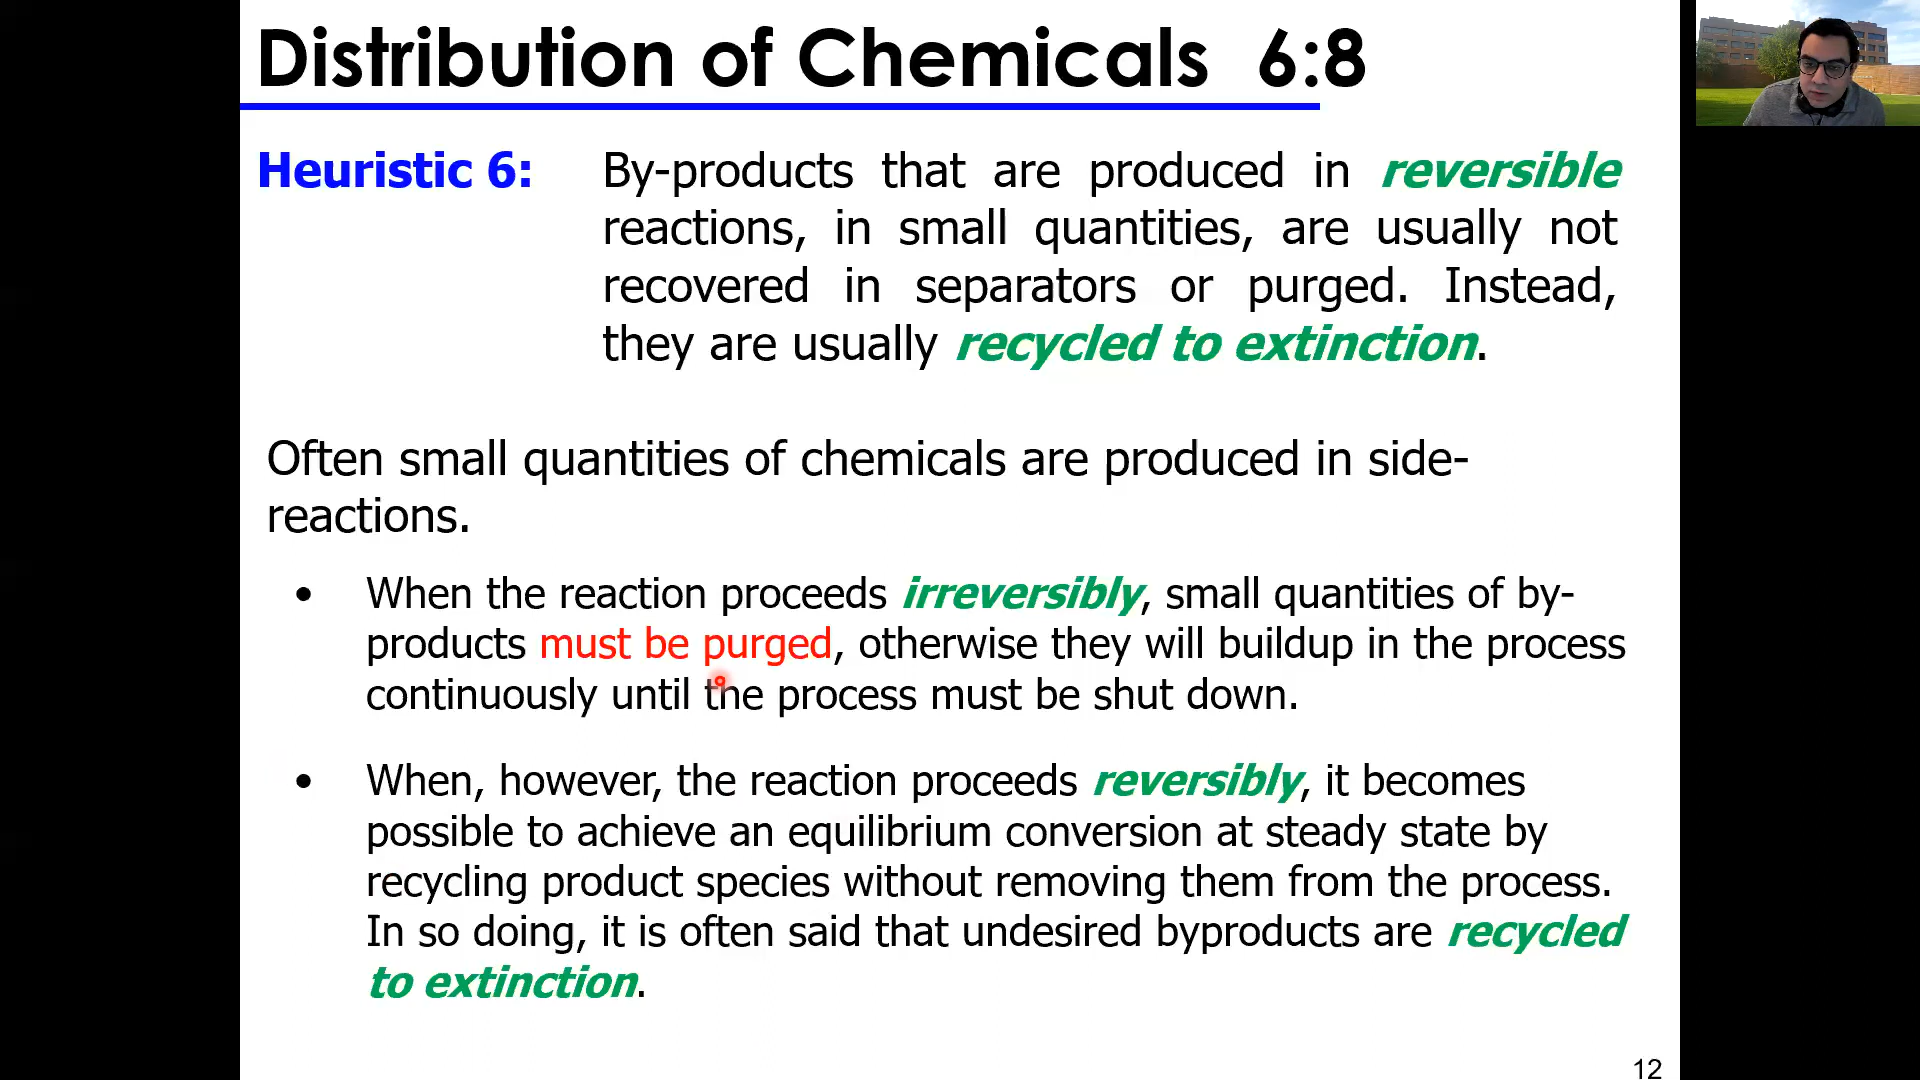 Distribution of Chemicals 6:8
Heuristic 6: By-products that are produced in reversible
reactions, in small quantities, are usually not
recovered in separators or purged. Instead,
they are usually recycled to extinction.
Often small quantities of chemicals are produced in side-
reactions.
• When the reaction proceeds irreversibly, small quantities of by-
products must be purged, otherwise they will buildup in the process
continuously until the process must be shut down.
• When, however, the reaction proceeds reversibly, it becomes
possible to achieve an equilibrium conversion at steady state by
recycling product species without removing them from the process.
In so doing, it is often said that undesired byproducts are recycled
to extinction.
12